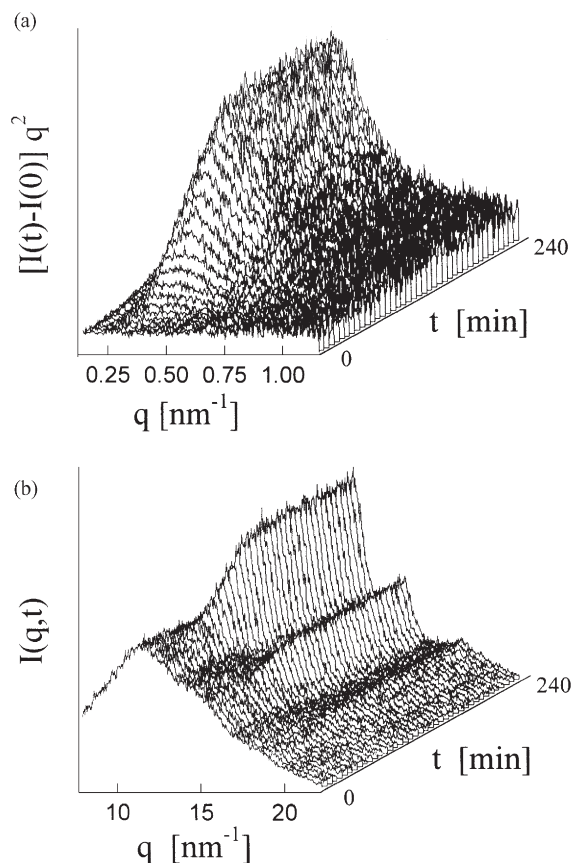 (a)
[I(t)-I(0)] q²
0.25 0.50 0.75 1.00
q [nm⁻¹]
0
t [min]
240
(b)
I(q,t)
10 15 20
q [nm⁻¹]
0
t [min]
240